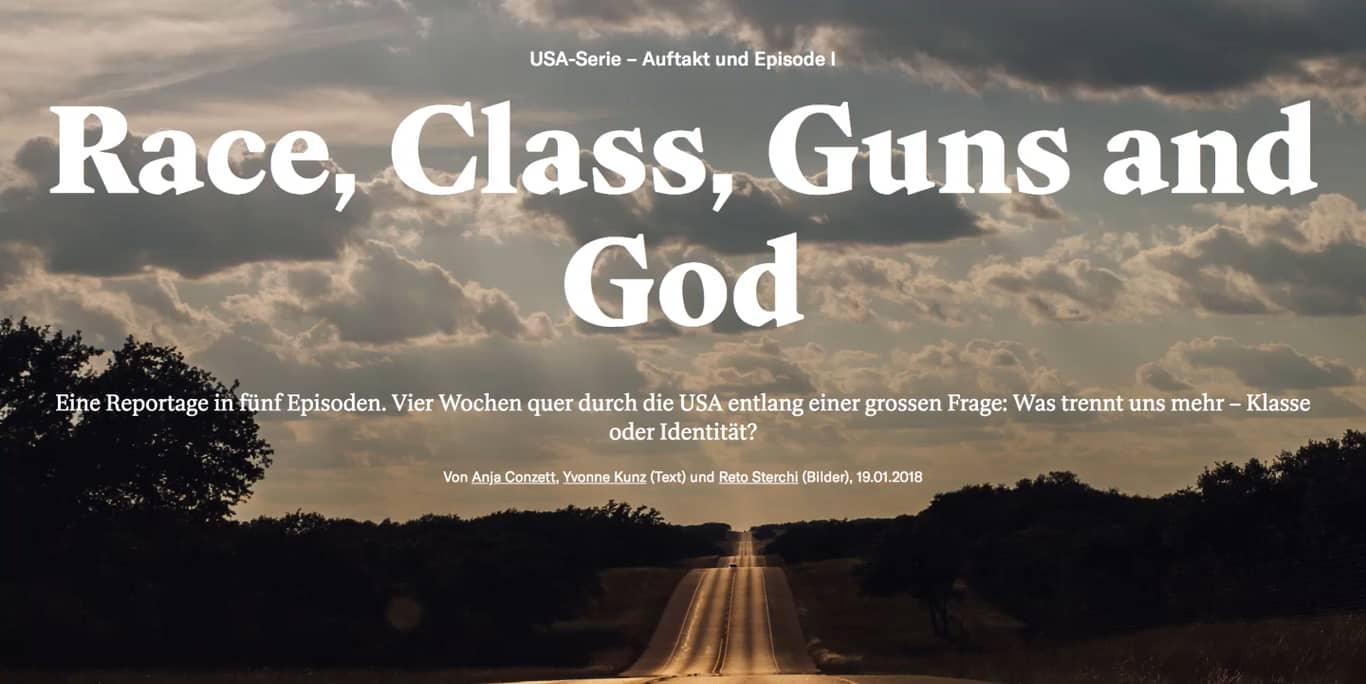 USA-Serie – Auftakt und Episode I
Race, Class, Guns and
God
Eine Reportage in fünf Episoden. Vier Wochen quer durch die USA entlang einer grossen Frage: Was trennt uns mehr – Klasse
oder Identität?
Von Anja Conzett, Yvonne Kunz (Text) und Reto Sterchi (Bilder), 19.01.2018